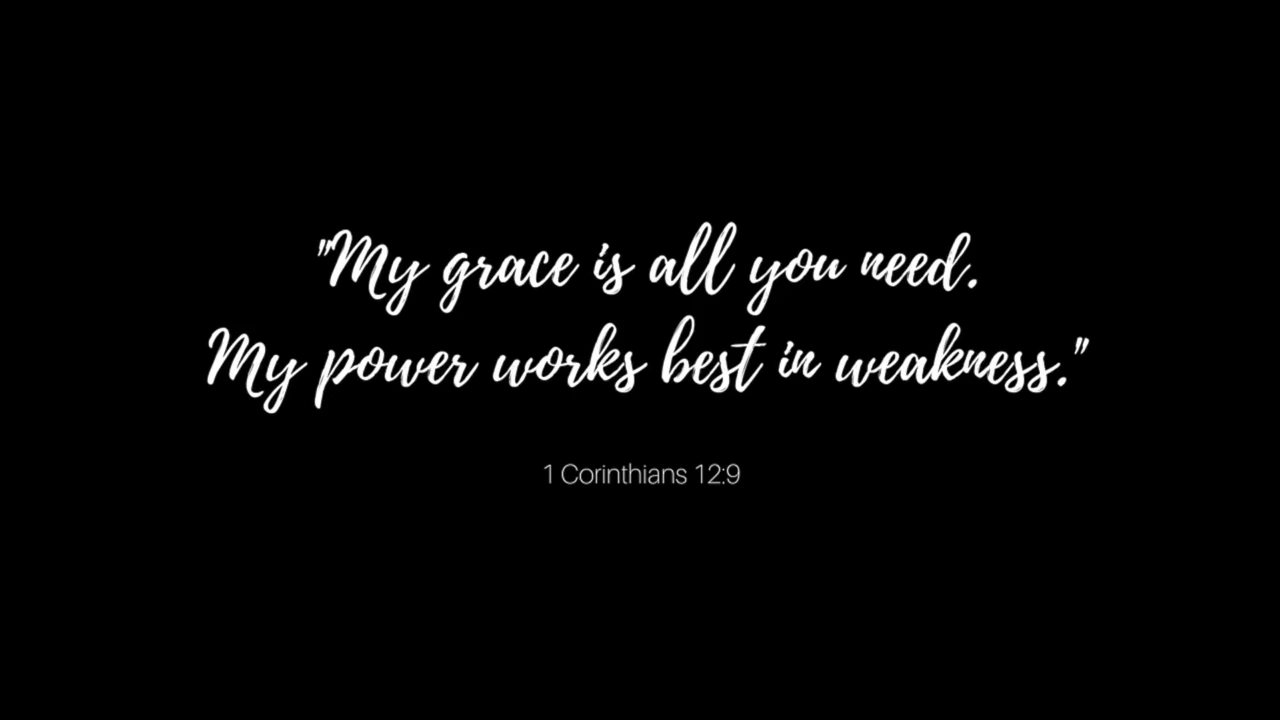 "My grace is all you need.
My power works best in weakness."
1 Corinthians 12:9